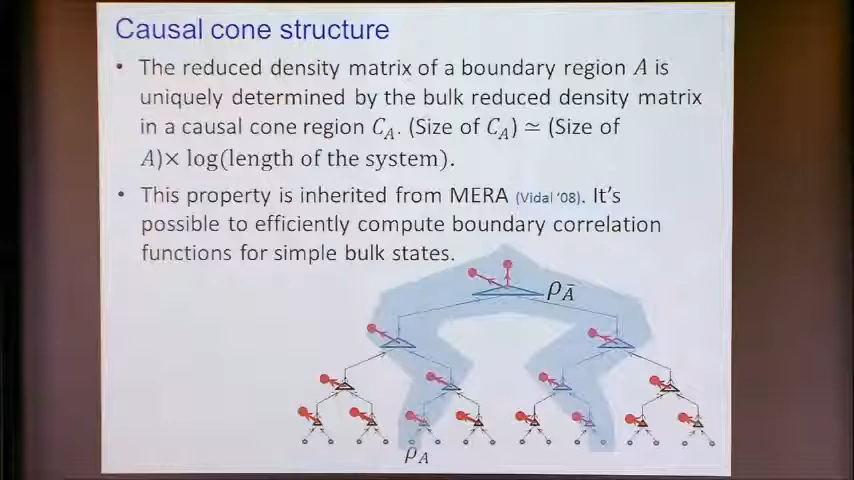 Causal cone structure
• The reduced density matrix of a boundary region A is
uniquely determined by the bulk reduced density matrix
in a causal cone region C_A. (Size of C_A) ≃ (Size of
A)× log(length of the system).
• This property is inherited from MERA (Vidal '08). It's
possible to efficiently compute boundary correlation
functions for simple bulk states.
ρ_Ā
ρ_A